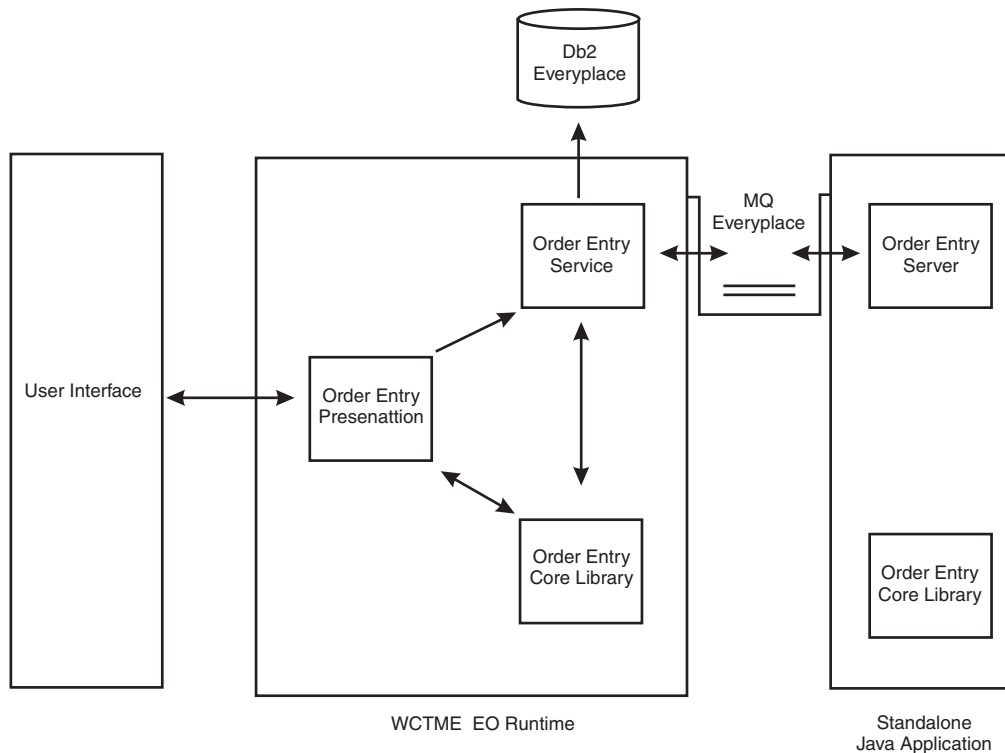 Db2
Everyplace
MQ
Everyplace
Order Entry
Service
Order Entry
Server
User Interface
Order Entry
Presenattion
Order Entry
Core Library
Order Entry
Core Library
WCTME EO Runtime
Standalone
Java Application